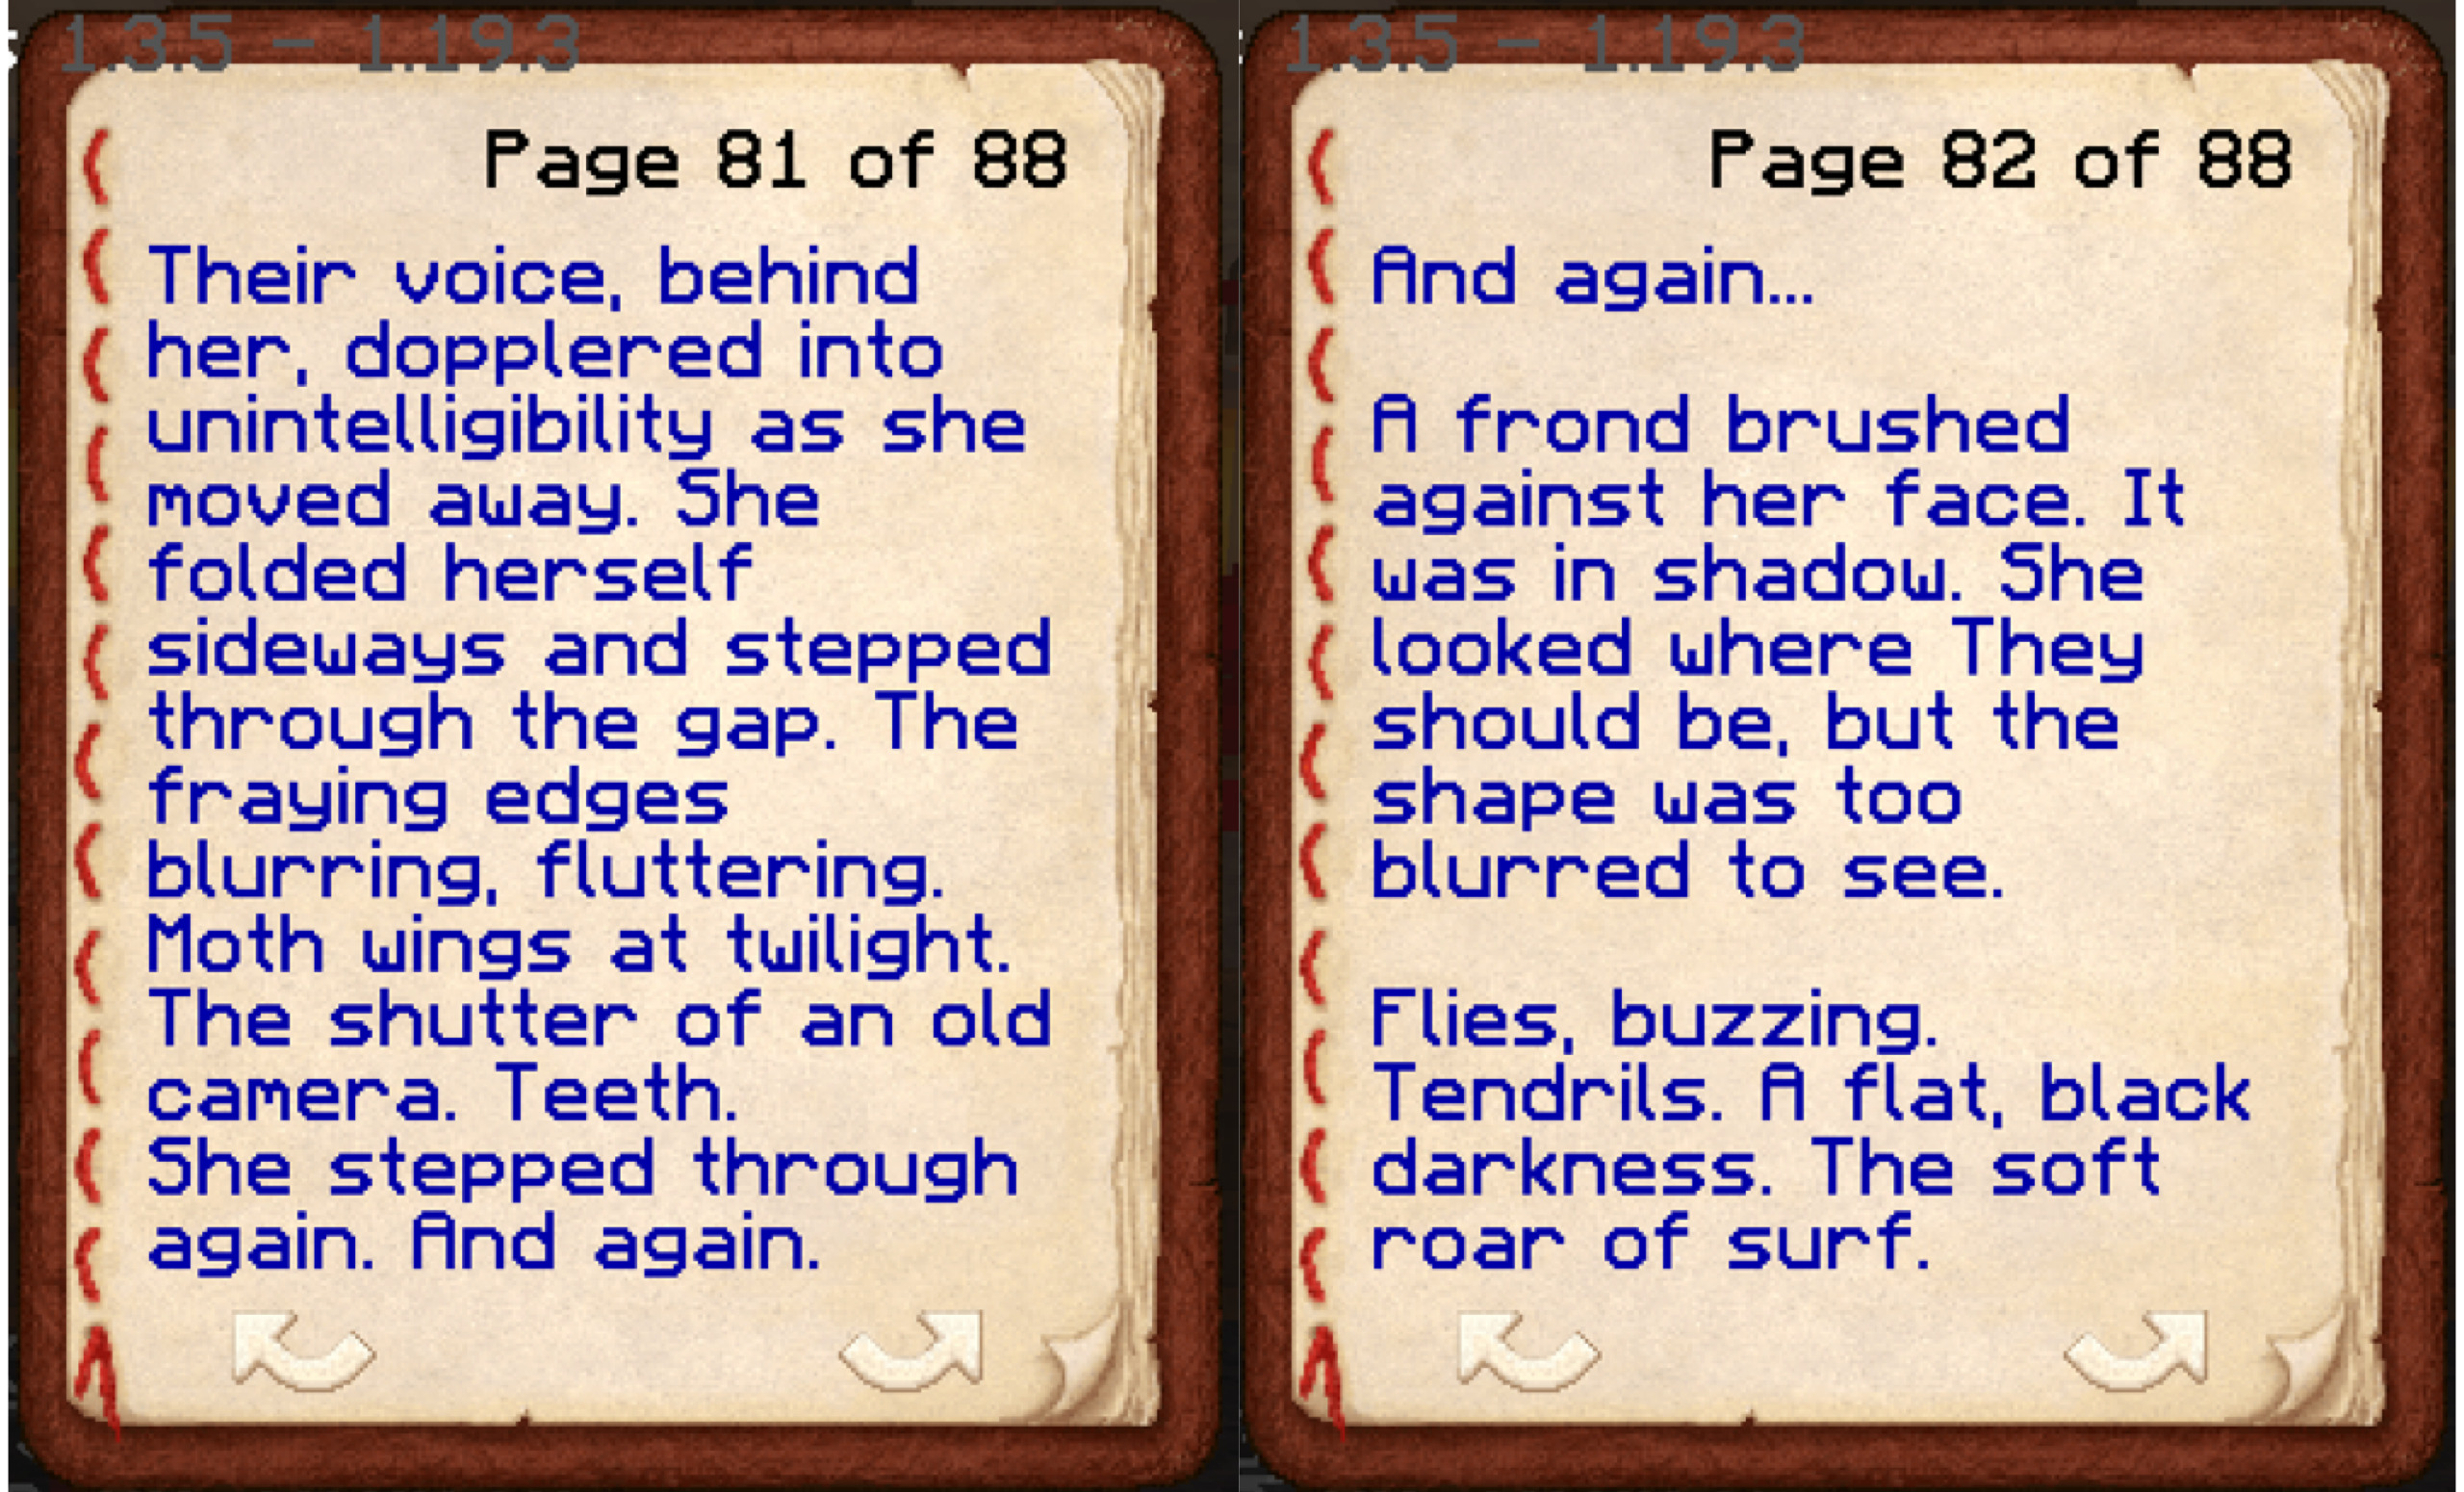 1.3.5 - 1.19.3
Page 81 of 88
Their voice, behind
her, dopplered into
unintelligibility as she
moved away. She
folded herself
sideways and stepped
through the gap. The
fraying edges
blurring, fluttering.
Moth wings at twilight.
The shutter of an old
camera. Teeth.
She stepped through
again. And again.
1.3.5 - 1.19.3
Page 82 of 88
And again...
A frond brushed
against her face. It
was in shadow. She
looked where They
should be, but the
shape was too
blurred to see.
Flies, buzzing.
Tendrils. A flat, black
darkness. The soft
roar of surf.